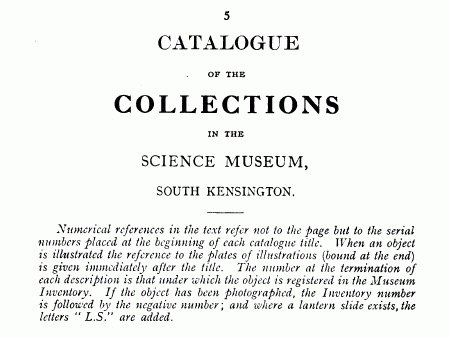 5
CATALOGUE
OF THE
COLLECTIONS
IN THE
SCIENCE MUSEUM,
SOUTH KENSINGTON.
Numerical references in the text refer not to the page but to the serial
numbers placed at the beginning of each catalogue title. When an object
is illustrated the reference to the plates of illustrations (bound at the end)
is given immediately after the title. The number at the termination of
each description is that under which the object is registered in the Museum
Inventory. If the object has been photographed, the Inventory number
is followed by the negative number; and where a lantern slide exists, the
letters "L.S." are added.